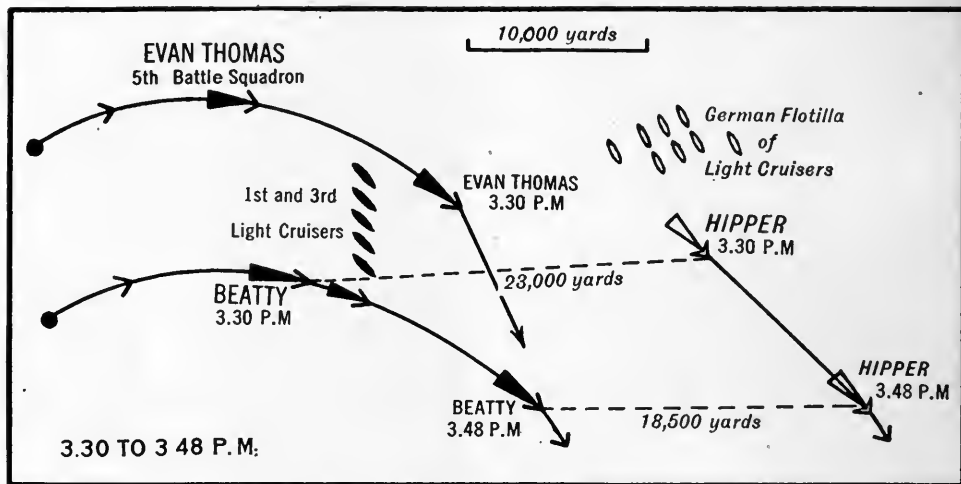 10,000 yards
EVAN THOMAS
5th Battle Squadron
German Flotilla
of
Light Cruisers
1st and 3rd
Light Cruisers
EVAN THOMAS
3.30 P.M
HIPPER
3.30 P.M
23,000 yards
BEATTY
3.30 P.M
HIPPER
3.48 P.M
BEATTY
3.48 P.M
18,500 yards
3.30 TO 3 48 P.M: